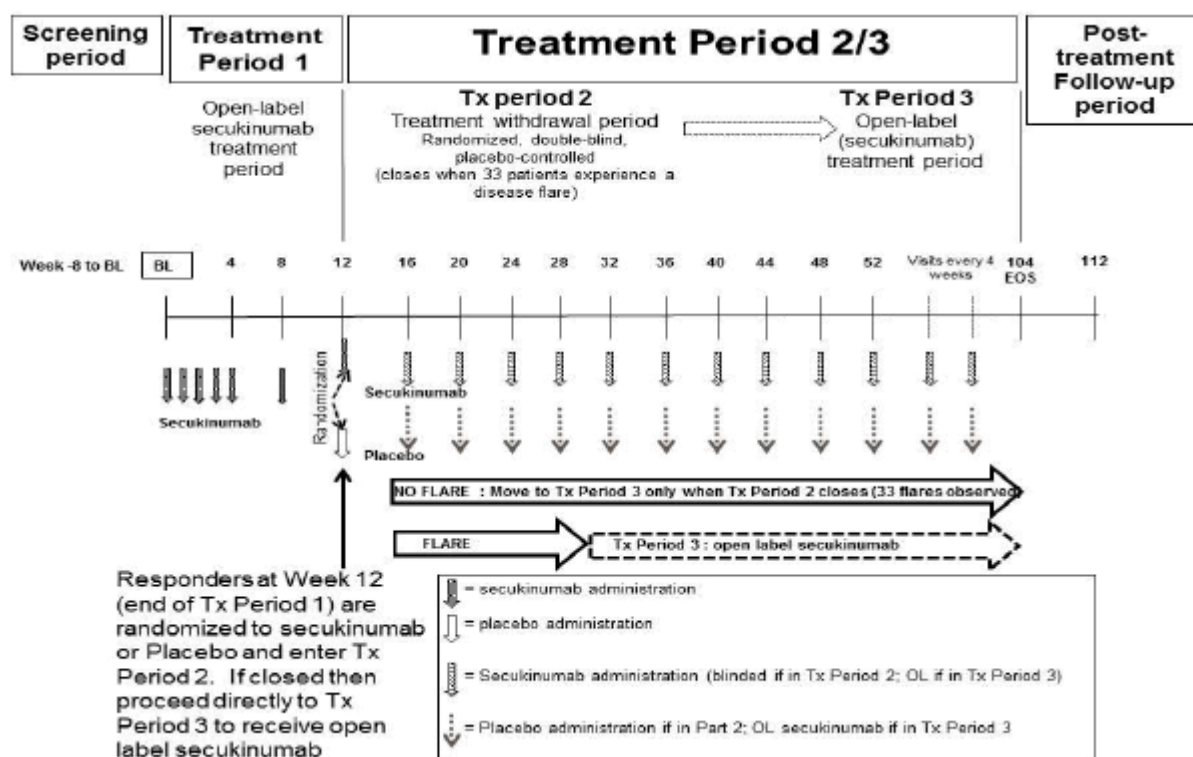 Screening
period
Treatment
Period 1
Treatment Period 2/3
Post-
treatment
Follow-up
period
Open-label
secukinumab
treatment
period
Tx period 2
Treatment withdrawal period
Randomized, double-blind,
placebo-controlled
(closes when 33 patients experience a
disease flare)
Tx Period 3
Open-label
(secukinumab)
treatment period
Week -8 to BL
BL
4
8
12
16
20
24
28
32
36
40
44
48
52
Visits every 4
weeks
104
EOS
112
Randomization
Secukinumab
Secukinumab
Placebo
NO FLARE : Move to Tx Period 3 only when Tx Period 2 closes (33 flares observed
FLARE
Tx Period 3 : open label secukinumab
Responders at Week 12
(end of Tx Period 1) are
randomized to secukinumab
or Placebo and enter Tx
Period 2. If closed then
proceed directly to Tx
Period 3 to receive open
label secukinumab
= secukinumab administration
= placebo administration
= Secukinumab administration (blinded if in Tx Period 2; OL if in Tx Period 3)
= Placebo administration if in Part 2; OL secukinumab if in Tx Period 3